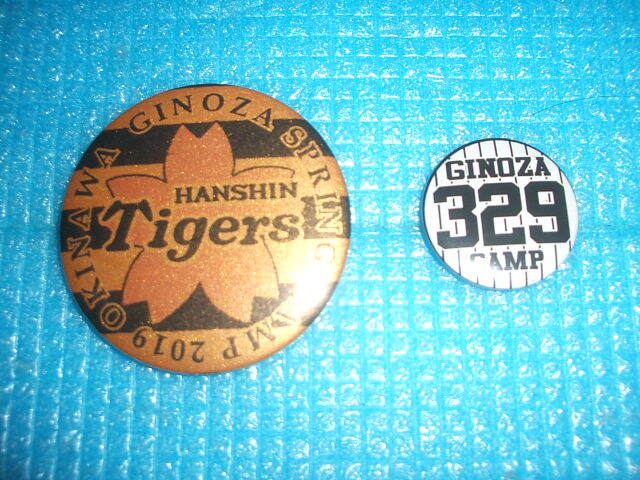 OKINAWA GINOZA SPRING CAMP 2019
HANSHIN
Tigers
GINOZA
329
CAMP